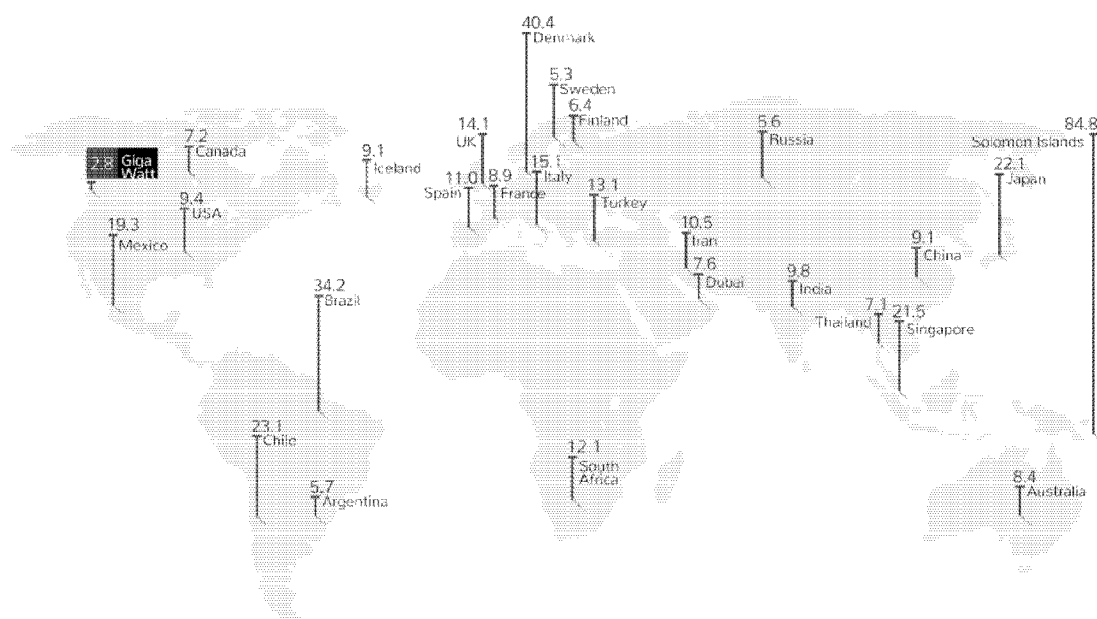 40.4
Denmark
5.3
Sweden
6.4
Finland
14.1
UK
5.6
Russia
84.8
Solomon Islands
7.2
Canada
2.8 Giga
Watt
9.1
Iceland
15.1
Italy
11.0
Spain
8.9
France
13.1
Turkey
22.1
Japan
9.4
USA
19.3
Mexico
10.5
Iran
9.1
China
7.6
Dubai
9.8
India
34.2
Brazil
7.1
Thailand
21.5
Singapore
23.1
Chile
12.1
South
Africa
5.7
Argentina
8.4
Australia